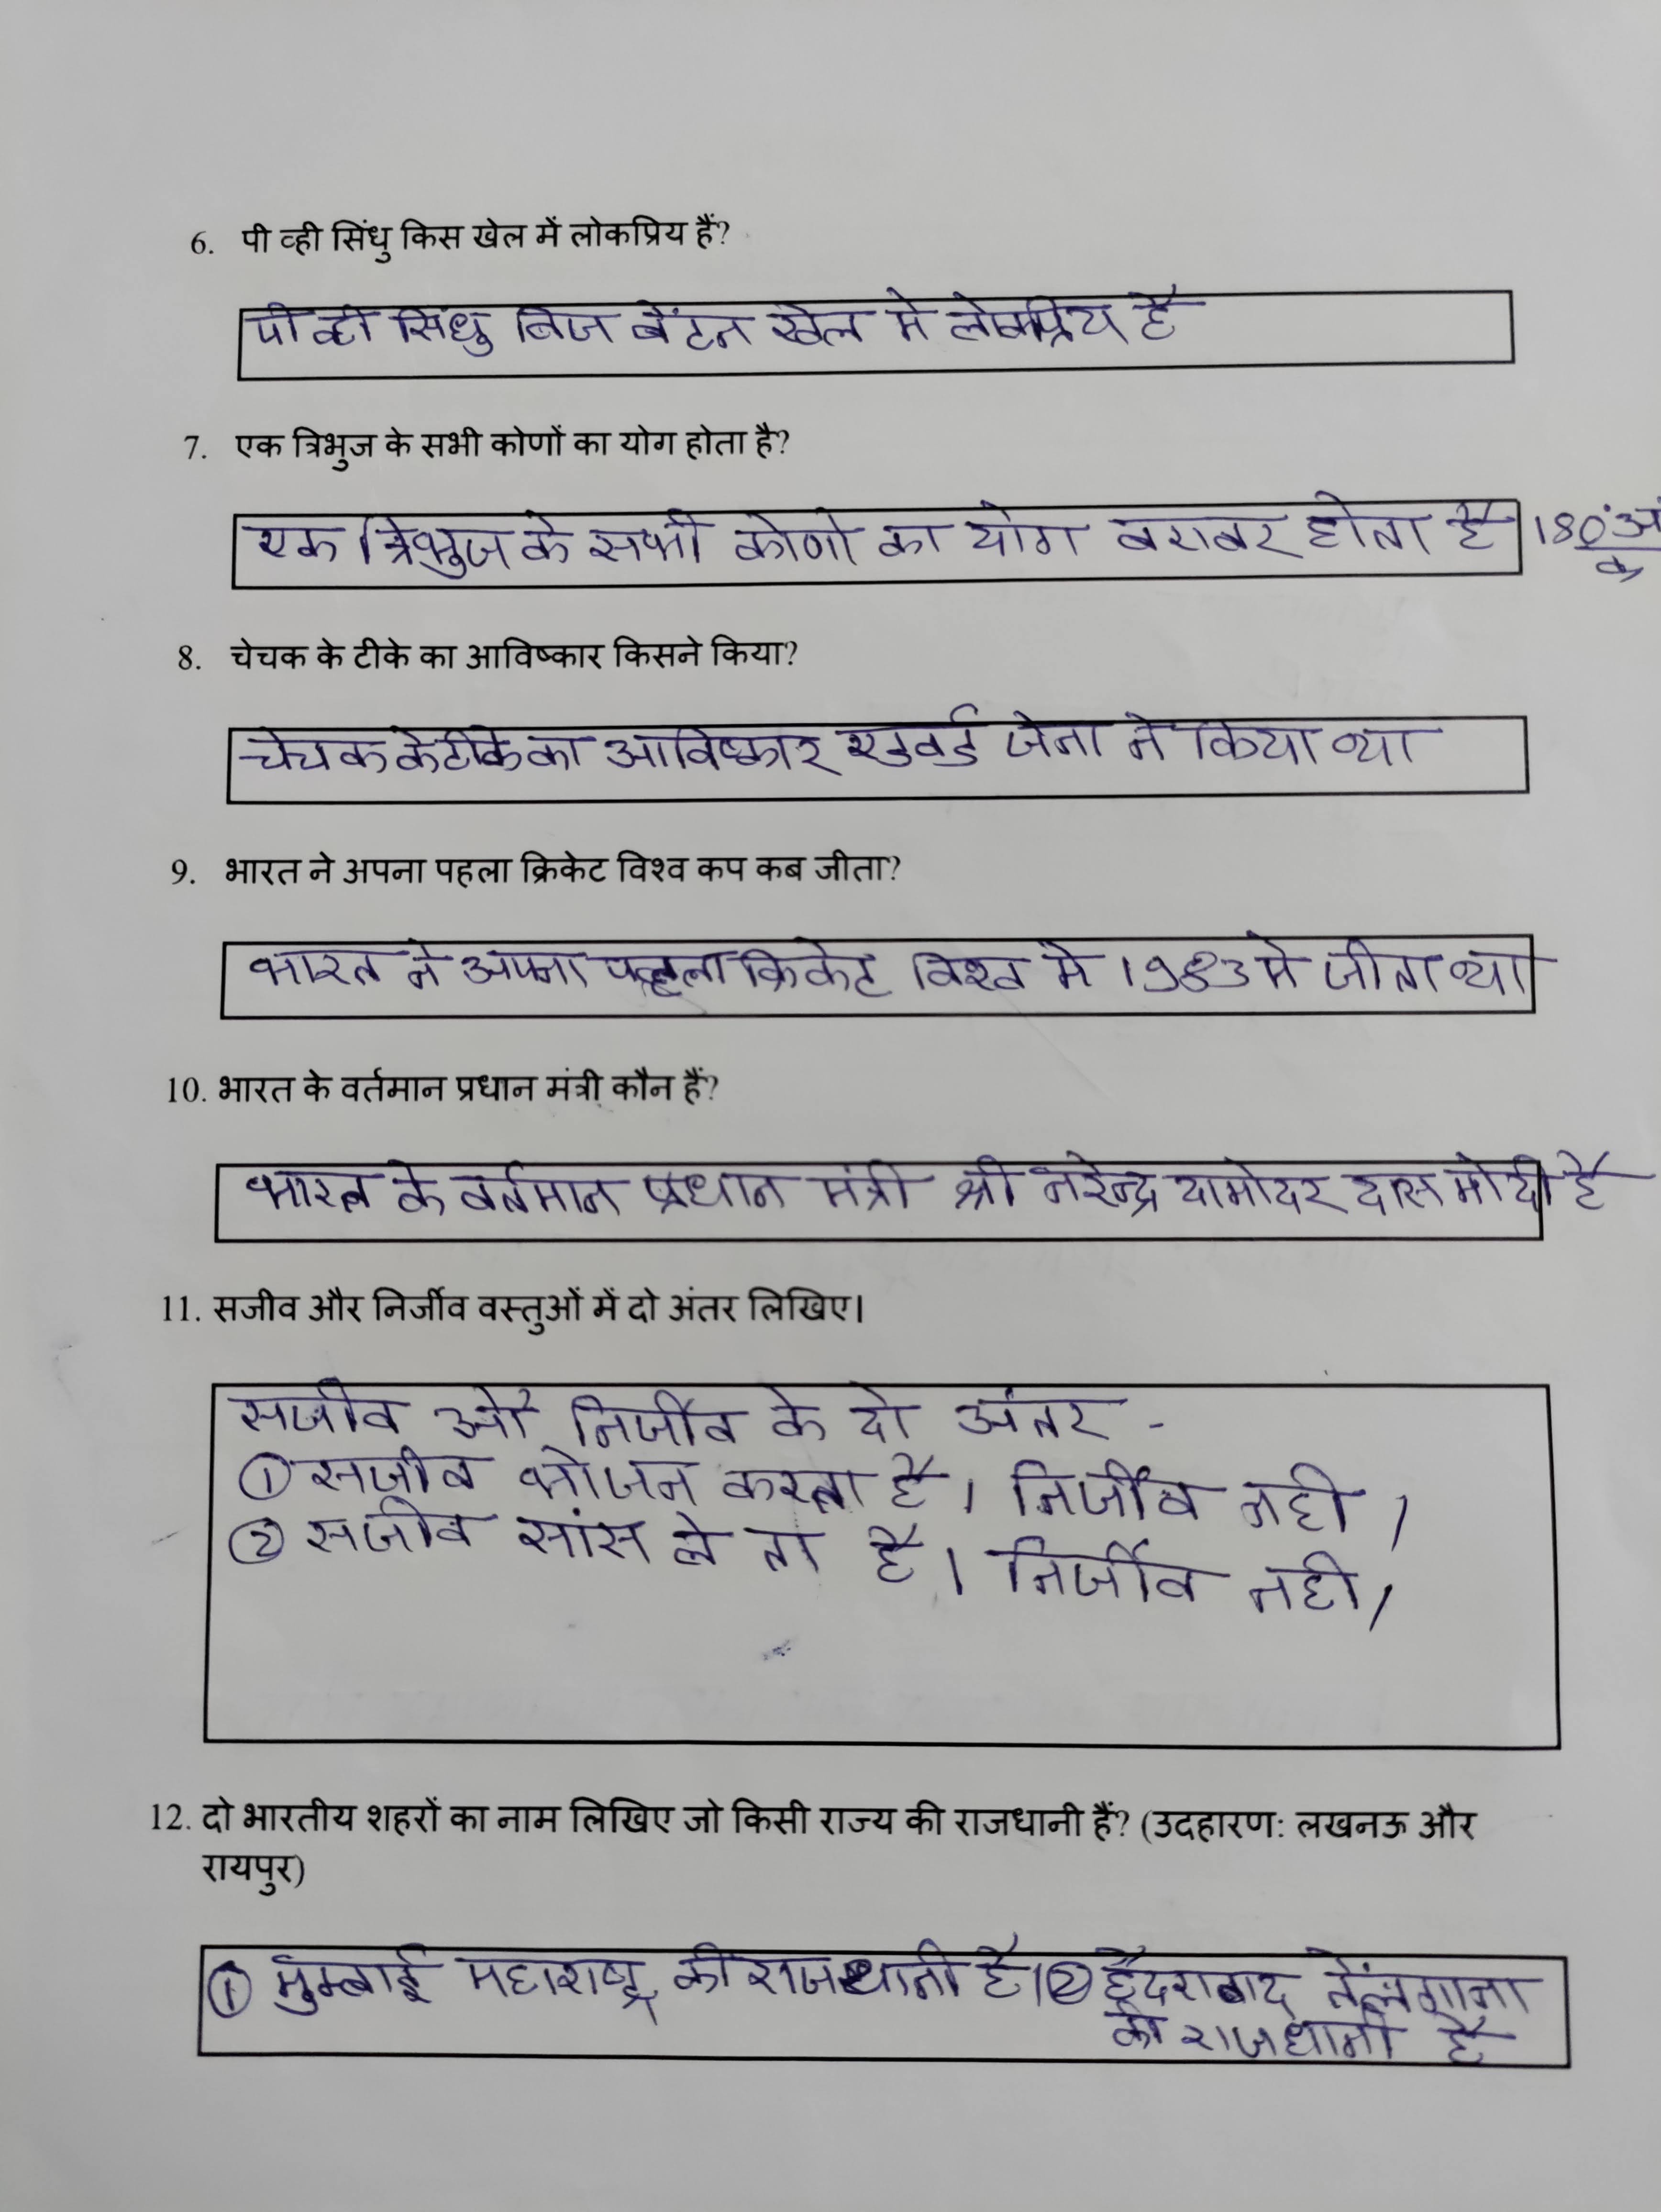 6. पी व्ही सिंधु किस खेल में लोकप्रिय हैं?
पी व्ही सिंधु बिज बेंटन खेल मे लोकप्रिय है
7. एक त्रिभुज के सभी कोणों का योग होता है?
एक त्रिभुज के सभी कोणो का योग बराबर होता है 180°अं
8. चेचक के टीके का आविष्कार किसने किया?
चेचक के टीके का आविष्कार एडवर्ड जेना ने किया था
9. भारत ने अपना पहला क्रिकेट विश्व कप कब जीता?
भारत ने अपना पहला क्रिकेट विश्व मे 1983 मे जीता था
10. भारत के वर्तमान प्रधान मंत्री कौन हैं?
भारत के वर्तमान प्रधान मंत्री श्री नरेन्द्र दामोदर दास मोदी है
11. सजीव और निर्जीव वस्तुओं में दो अंतर लिखिए।
सजीव औ निर्जीव के दो अंतर -
① सजीव भोजन करता है। निर्जीव नही।
② सजीव सांस ले ता है। निर्जीव नही।
12. दो भारतीय शहरों का नाम लिखिए जो किसी राज्य की राजधानी हैं? (उदहारण: लखनऊ और
रायपुर)
① मुम्बाई महाराष्ट्र की राजधानी है। ② हैदराबाद तेलंगाना
की राजधानी है